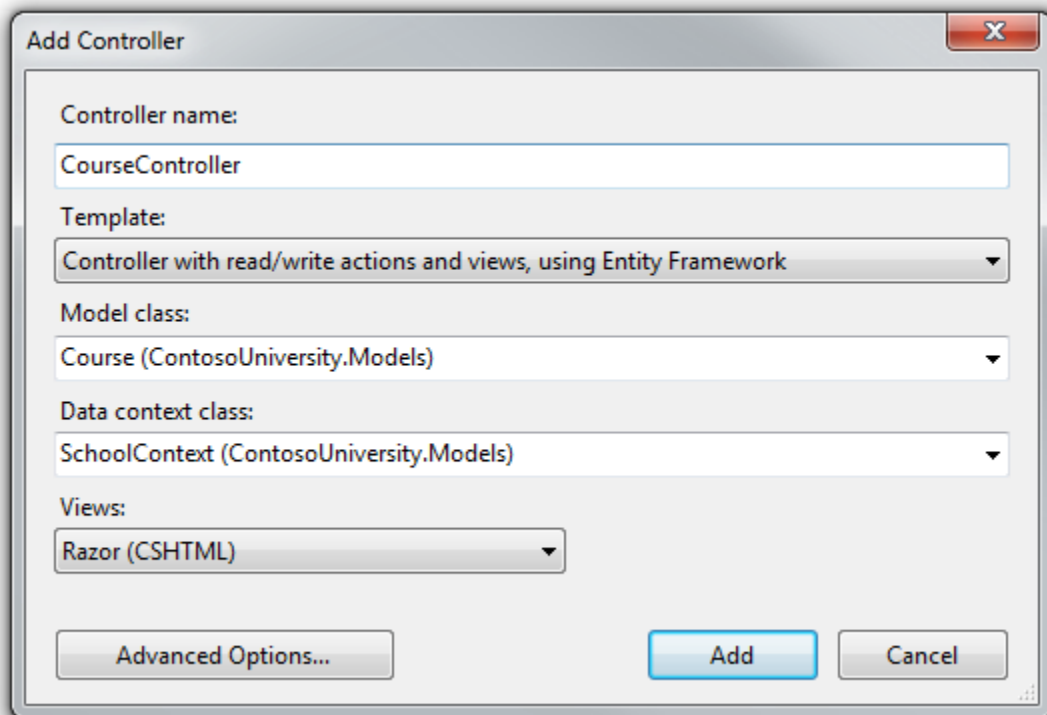 Add Controller
Controller name:
CourseController
Template:
Controller with read/write actions and views, using Entity Framework
Model class:
Course (ContosoUniversity.Models)
Data context class:
SchoolContext (ContosoUniversity.Models)
Views:
Razor (CSHTML)
Advanced Options... Add Cancel